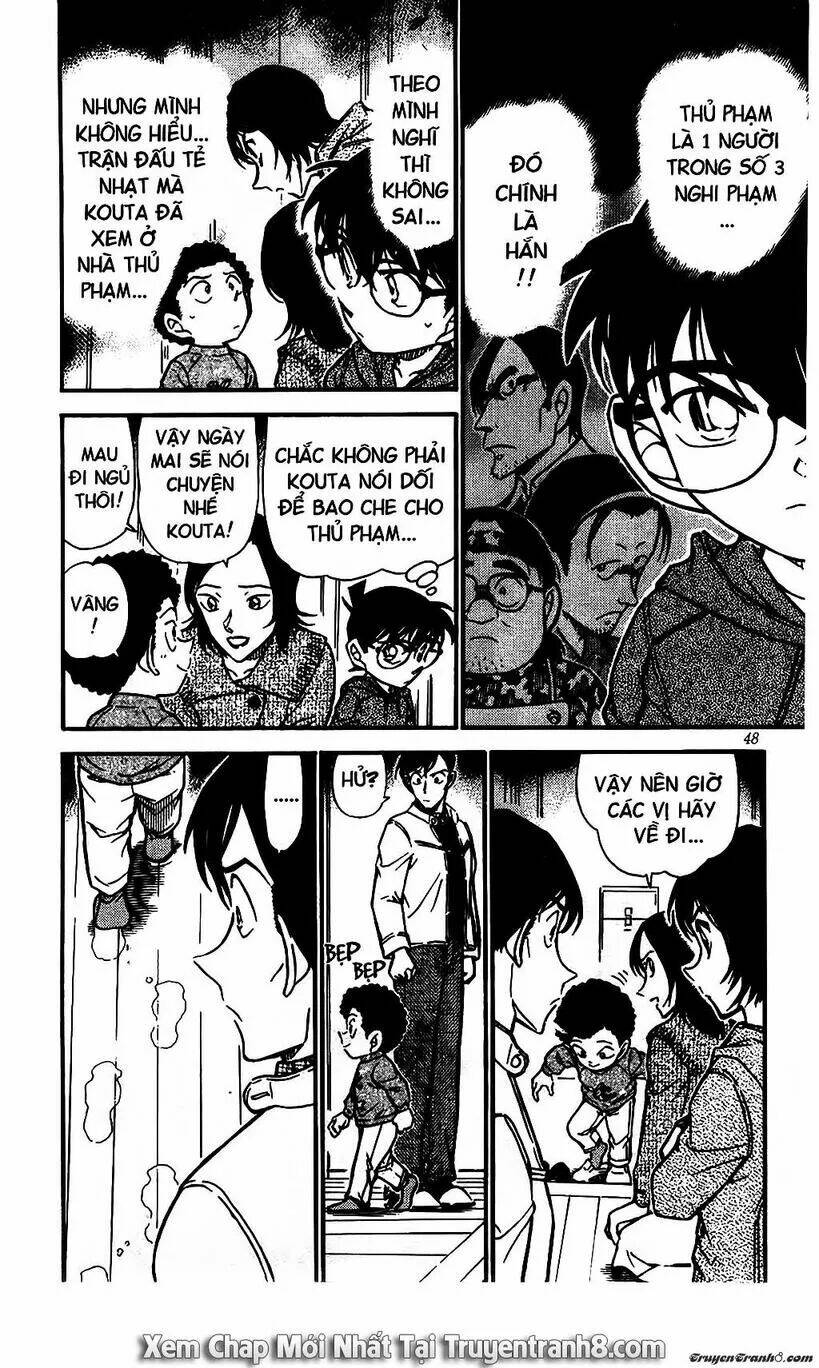 THỦ PHẠM
LÀ 1 NGƯỜI
TRONG SỐ 3
NGHI PHẠM
...
ĐÓ
CHÍNH
LÀ
HẮN
!!
THEO
MÌNH
NGHĨ
THÌ
KHÔNG
SAI...
NHƯNG MÌNH
KHÔNG HIỂU...
TRẬN ĐẤU TẺ
NHẠT MÀ
KOUTA ĐÃ
XEM Ở
NHÀ THỦ
PHẠM...
CHẮC KHÔNG PHẢI
KOUTA NÓI DỐI
ĐỂ BAO CHE CHO
THỦ PHẠM...
VẬY NGÀY
MAI SẼ NÓI
CHUYỆN
NHÉ
KOUTA!
MAU
ĐI NGỦ
THÔI!
VÂNG
!
48
VẬY NÊN GIỜ
CÁC VỊ HÃY
VỀ ĐI...
HỬ?
BẸP
BẸP
......
Xem Chap Mới Nhất Tại Truyentranh8.com
TruyenTranh8.com